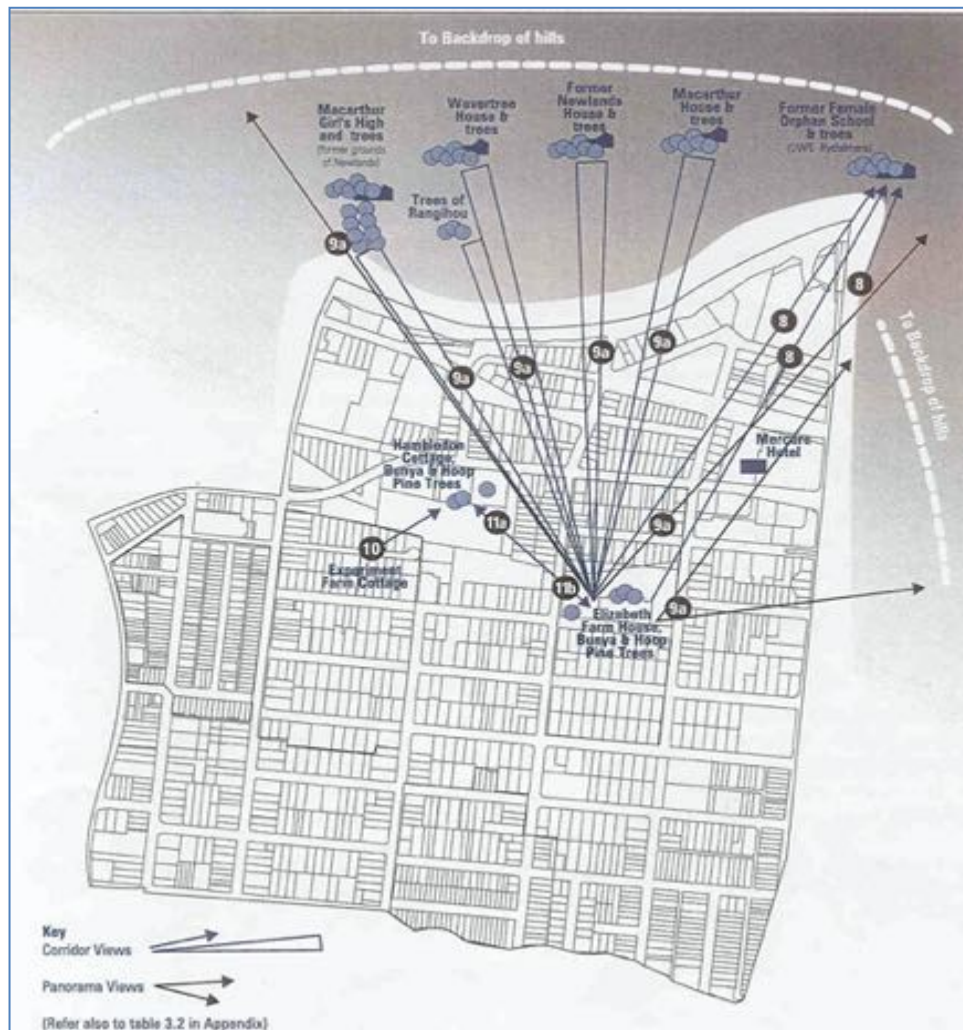 To Backdrop of hills
Macarthur
Girl's High
and trees
(former grounds
of Newlands)
Wavertree
House &
trees
Former
Newlands
House &
trees
Macarthur
House &
trees
Former Female
Orphan School
& trees
(UWS- Rydalmere)
Trees of
Rangihou
9a
8
8
8
To Backdrop of hills
9a
9a
9a
9a
Hambledon
Cottage,
Bunya & Hoop
Pine Trees
Mercure
Hotel
11a
9a
10
Experiment
Farm Cottage
11b
9a
Elizabeth
Farm House,
Bunya & Hoop
Pine Trees
Key
Corridor Views
Panorama Views
(Refer also to table 3.2 in Appendix)